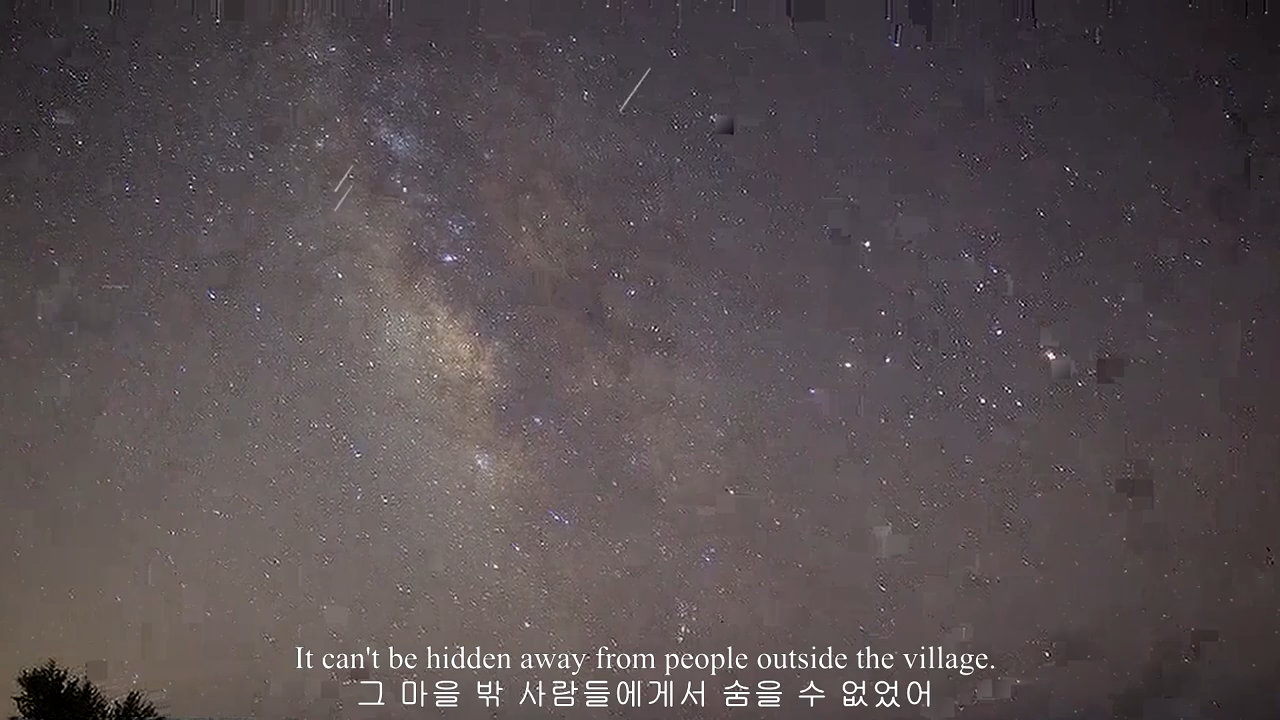 It can't be hidden away from people outside the village.
그 마을 밖 사람들에게서 숨을 수 없었어